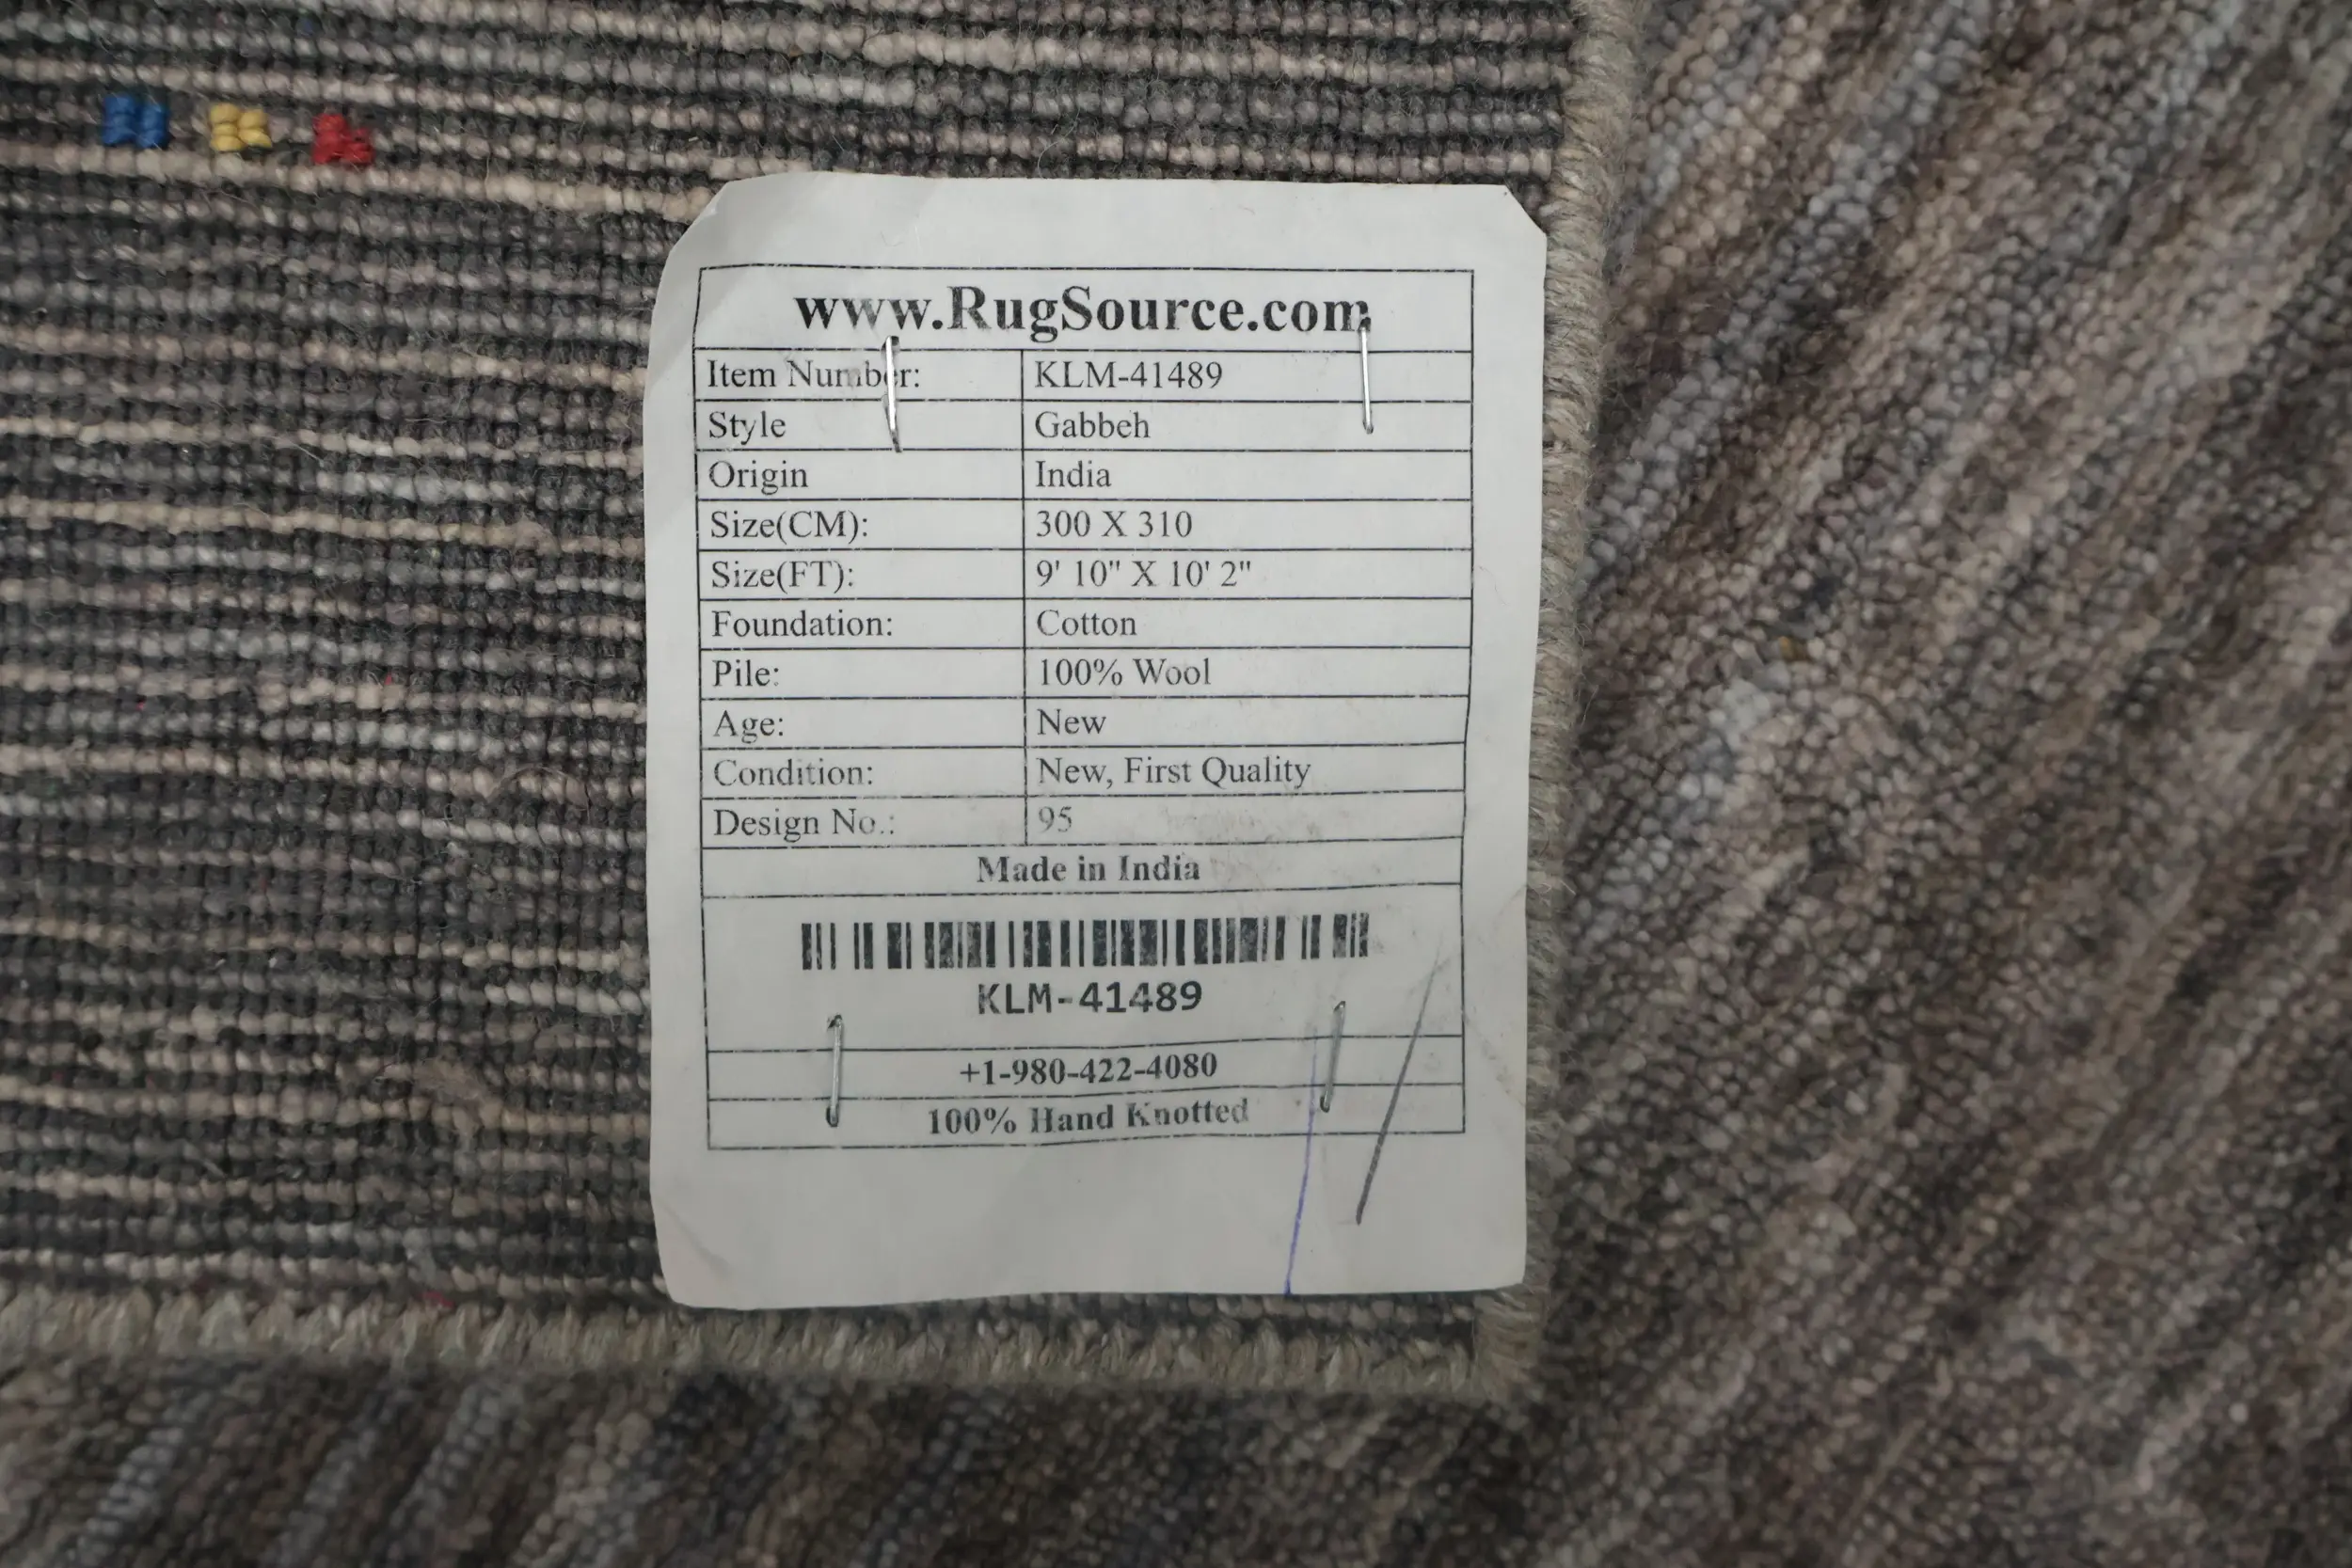 www.RugSource.com
Item Number: KLM-41489
Style Gabbeh
Origin India
Size(CM): 300 X 310
Size(FT): 9' 10" X 10' 2"
Foundation: Cotton
Pile: 100% Wool
Age: New
Condition: New, First Quality
Design No.: 95
Made in India
KLM-41489
+1-980-422-4080
100% Hand Knotted